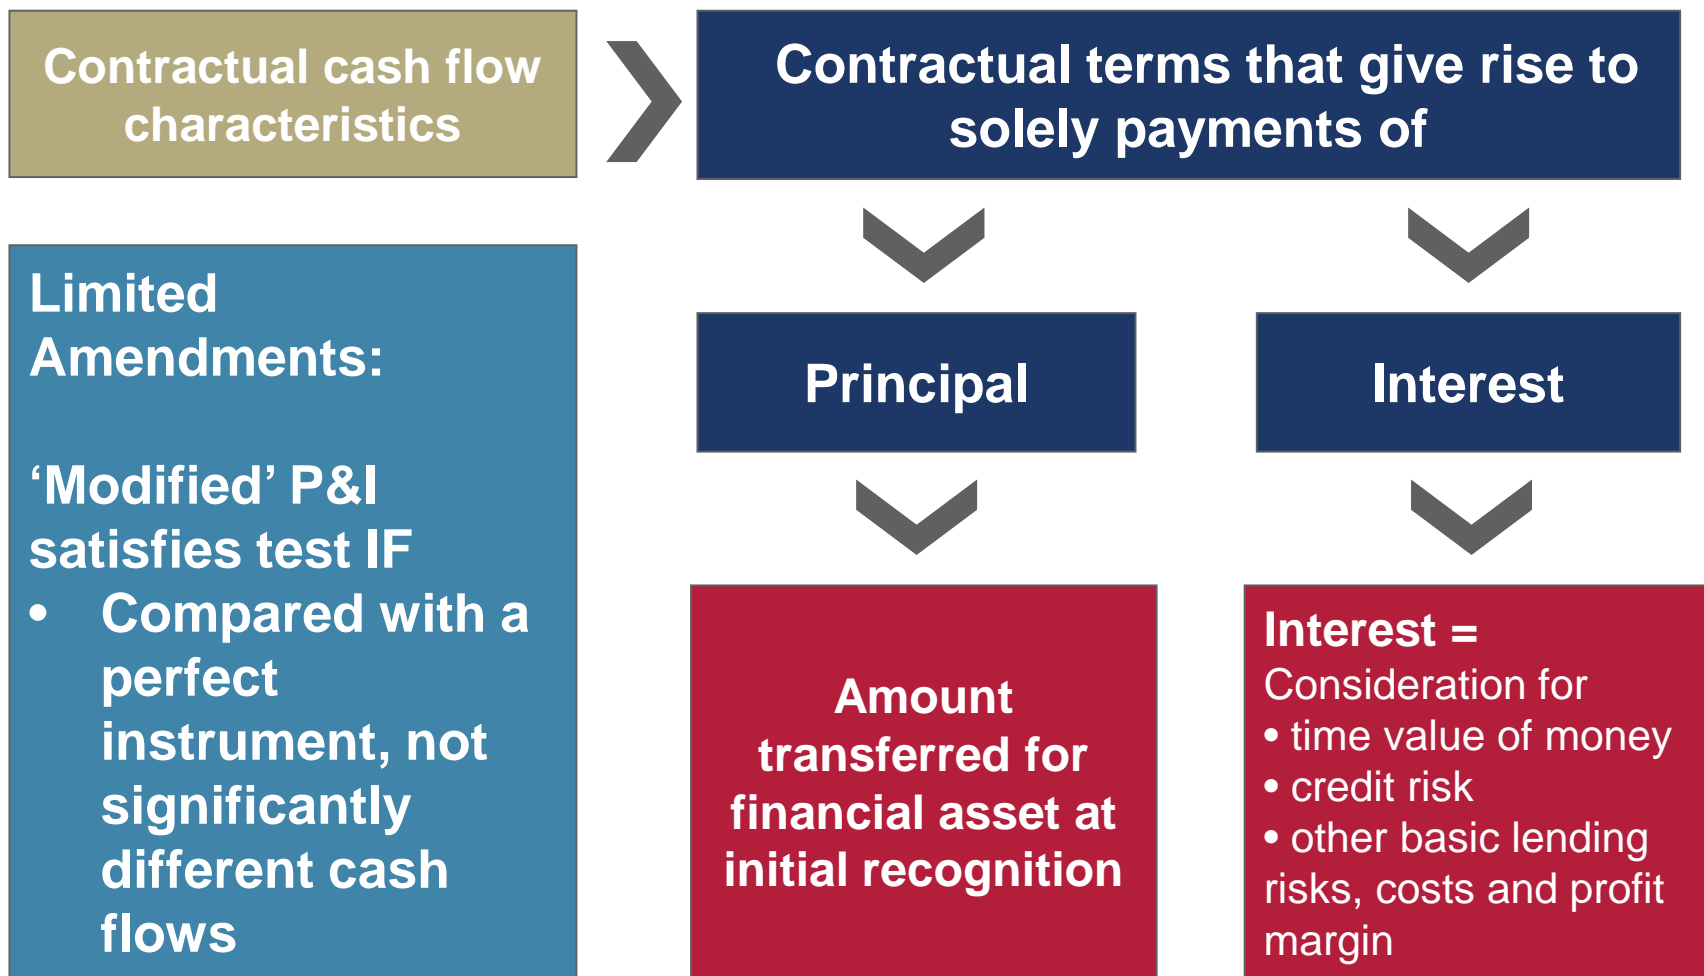 Contractual cash flow
characteristics
Contractual terms that give rise to
solely payments of
Limited
Amendments:
‘Modified’ P&I
satisfies test IF
• Compared with a
perfect
instrument, not
significantly
different cash
flows
Principal
Interest
Amount
transferred for
financial asset at
initial recognition
Interest =
Consideration for
• time value of money
• credit risk
• other basic lending
risks, costs and profit
margin